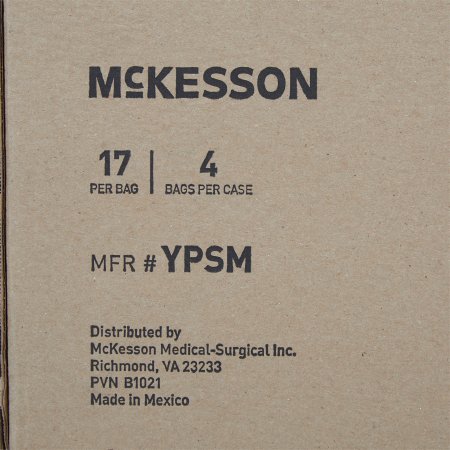 McKESSON
17 | 4
PER BAG | BAGS PER CASE
MFR # YPSM
Distributed by
McKesson Medical-Surgical Inc.
Richmond, VA 23233
PVN B1021
Made in Mexico